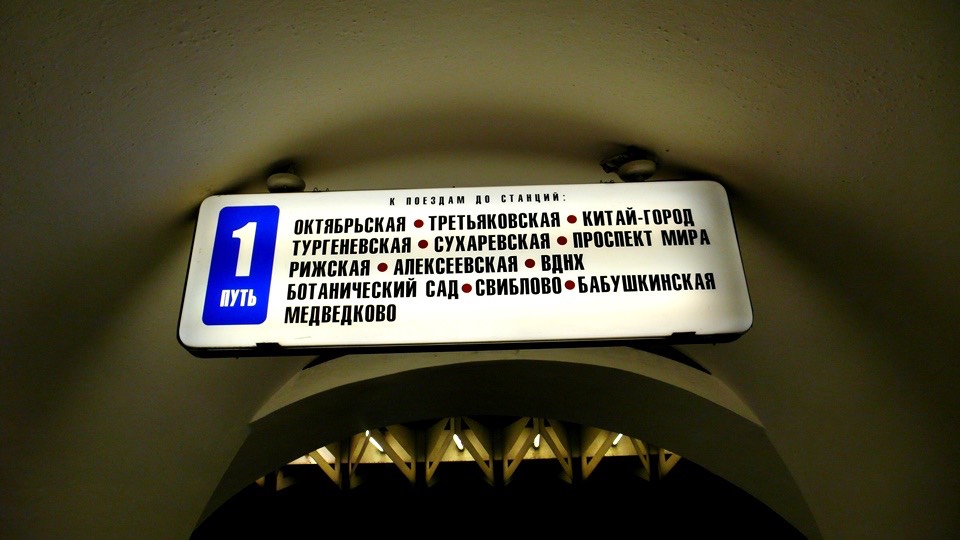 1
ПУТЬ
К ПОЕЗДАМ ДО СТАНЦИЙ:
ОКТЯБРЬСКАЯ • ТРЕТЬЯКОВСКАЯ • КИТАЙ-ГОРОД
ТУРГЕНЕВСКАЯ • СУХАРЕВСКАЯ • ПРОСПЕКТ МИРА
РИЖСКАЯ • АЛЕКСЕЕВСКАЯ • ВДНХ
БОТАНИЧЕСКИЙ САД • СВИБЛОВО • БАБУШКИНСКАЯ
МЕДВЕДКОВО